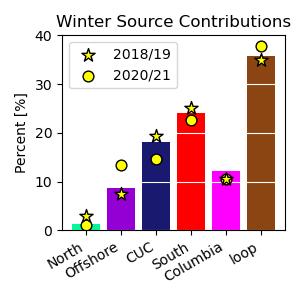 Winter Source Contributions
Percent [%]
40
30
20
10
0
2018/19
2020/21
North
Offshore
CUC
South
Columbia
loop